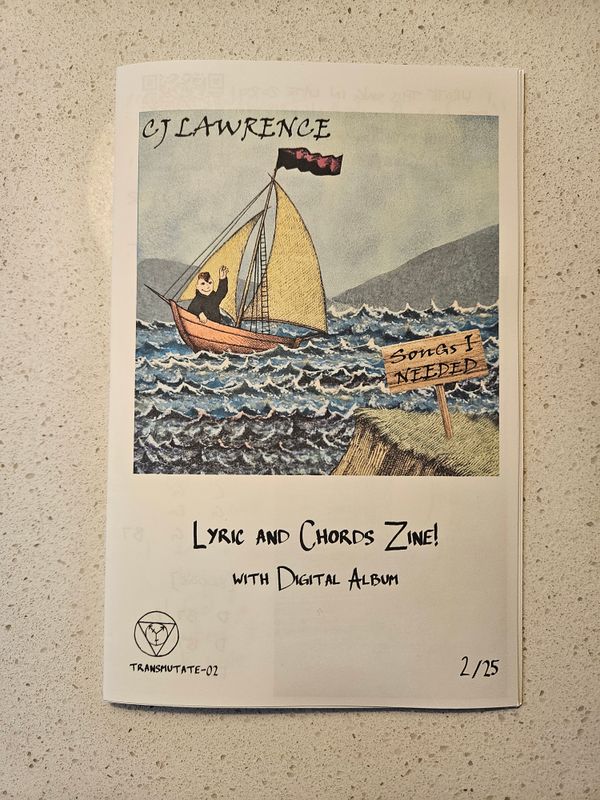 CJ LAWRENCE
SONGS I
NEEDED
LYRIC AND CHORDS ZINE!
WITH DIGITAL ALBUM
TRANSMUTATE-02
2/25